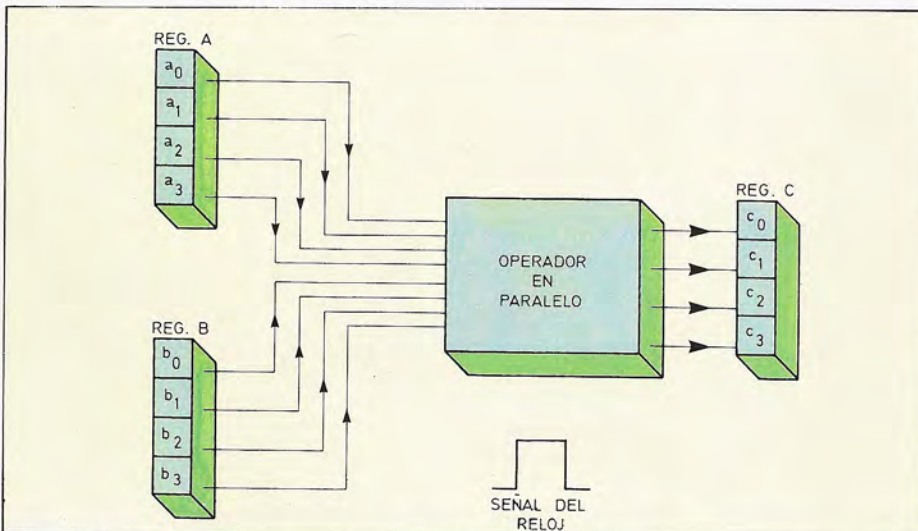 REG. A
a0
a1
a2
a3
REG. B
b0
b1
b2
b3
OPERADOR
EN
PARALELO
REG. C
c0
c1
c2
c3
SEÑAL DEL
RELOJ